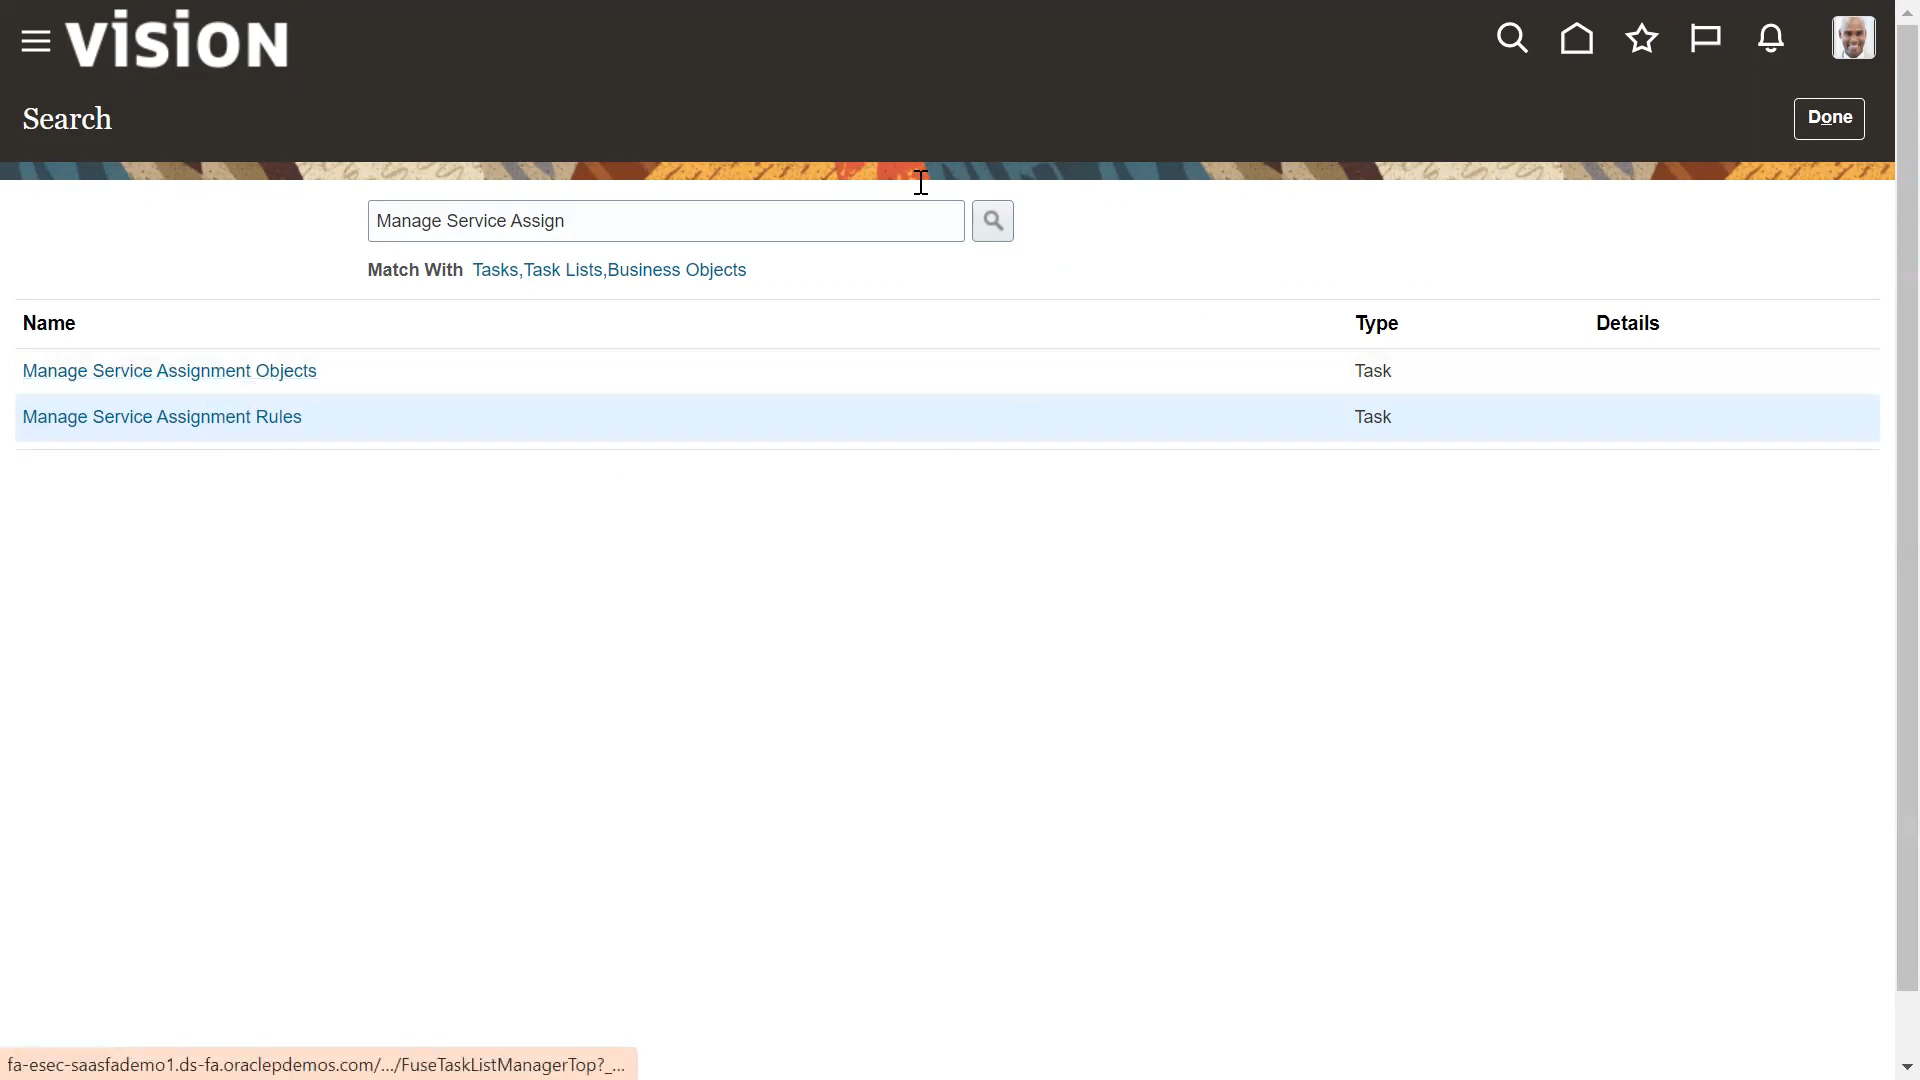 vision
Search
Done
Manage Service Assign
Match With Tasks,Task Lists,Business Objects
Name Type Details
Manage Service Assignment Objects Task
Manage Service Assignment Rules Task
fa-esec-saasfademo1.ds-fa.oraclepdemos.com/.../FuseTaskListManagerTop?_...